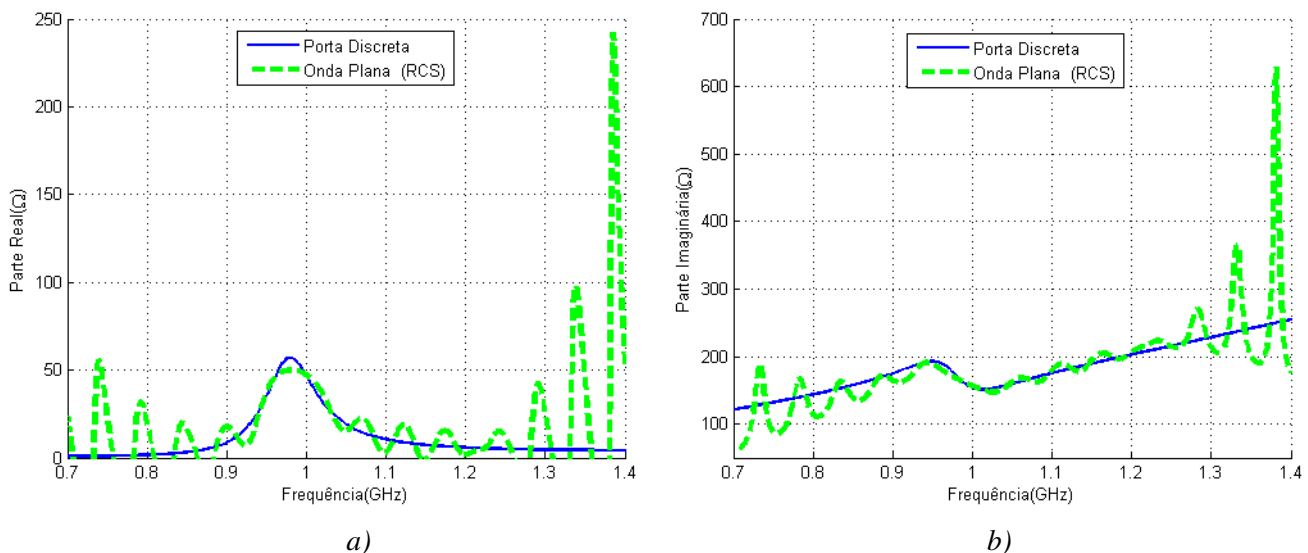 250
200
150
100
50
0
Parte Real(Ω)
Porta Discreta
Onda Plana (RCS)
0.7 0.8 0.9 1 1.1 1.2 1.3 1.4
Frequência(GHz)
a)
700
600
500
400
300
200
100
Parte Imaginária(Ω)
Porta Discreta
Onda Plana (RCS)
0.7 0.8 0.9 1 1.1 1.2 1.3 1.4
Frequência(GHz)
b)